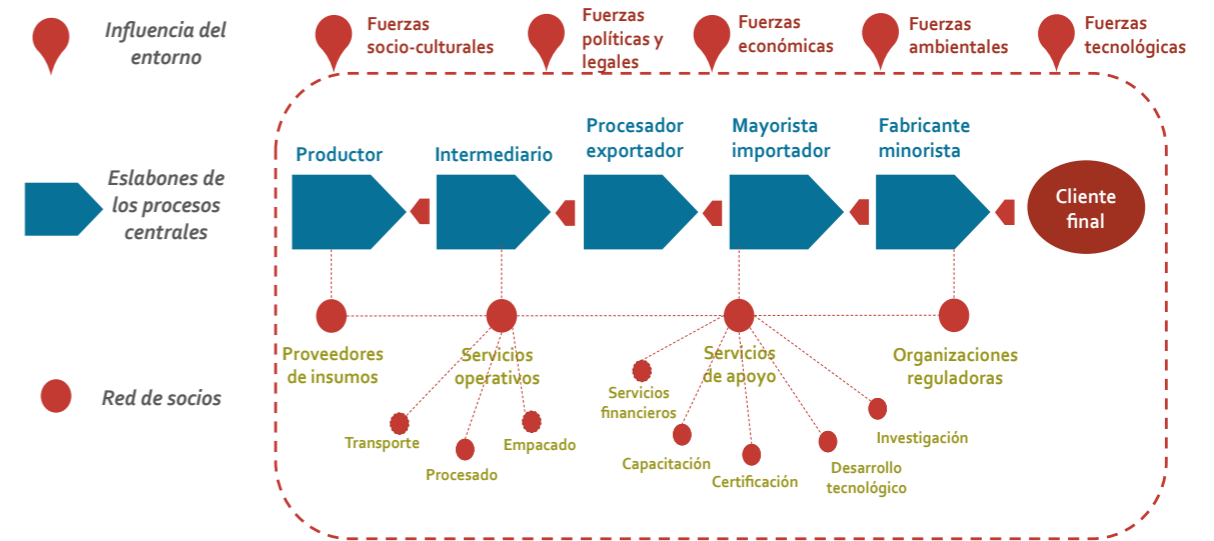 Influencia del
entorno
Fuerzas
socio-culturales
Fuerzas
políticas y
legales
Fuerzas
económicas
Fuerzas
ambientales
Fuerzas
tecnológicas
Eslabones de
los procesos
centrales
Productor
Intermediario
Procesador
exportador
Mayorista
importador
Fabricante
minorista
Cliente
final
Red de socios
Proveedores
de insumos
Servicios
operativos
Servicios
de apoyo
Organizaciones
reguladoras
Transporte
Procesado
Empacado
Servicios
financieros
Capacitación
Certificación
Desarrollo
tecnológico
Investigación